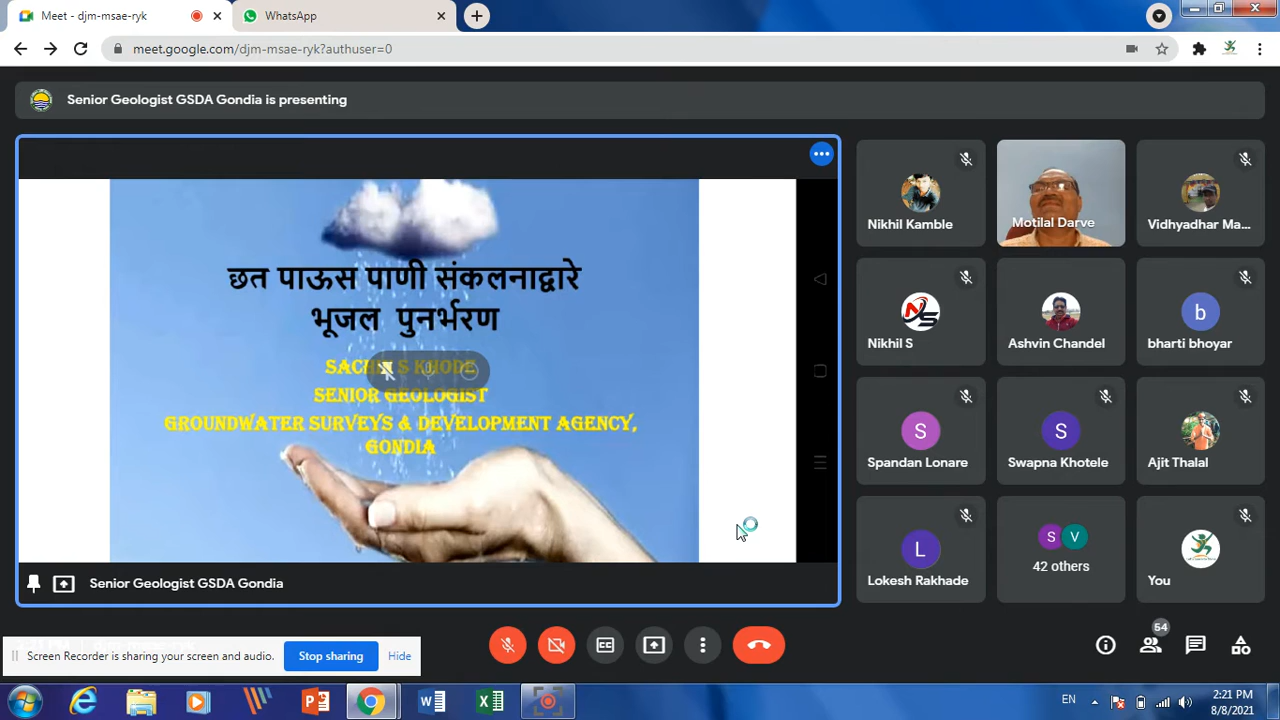 Meet - djm-msae-ryk
WhatsApp
meet.google.com/djm-msae-ryk?authuser=0
Senior Geologist GSDA Gondia is presenting
छत पाऊस पाणी संकलनाद्वारे
भूजल पुनर्भरण
SACHIN S KHODE
SENIOR GEOLOGIST
GROUNDWATER SURVEYS & DEVELOPMENT AGENCY,
GONDIA
Senior Geologist GSDA Gondia
Nikhil Kamble
Motilal Darve
Vidhyadhar Ma...
Nikhil S
Ashvin Chandel
b
bharti bhoyar
S
Spandan Lonare
S
Swapna Khotele
Ajit Thalal
L
Lokesh Rakhade
S V
42 others
You
54
Screen Recorder is sharing your screen and audio.
Stop sharing
Hide
EN
2:21 PM
8/8/2021